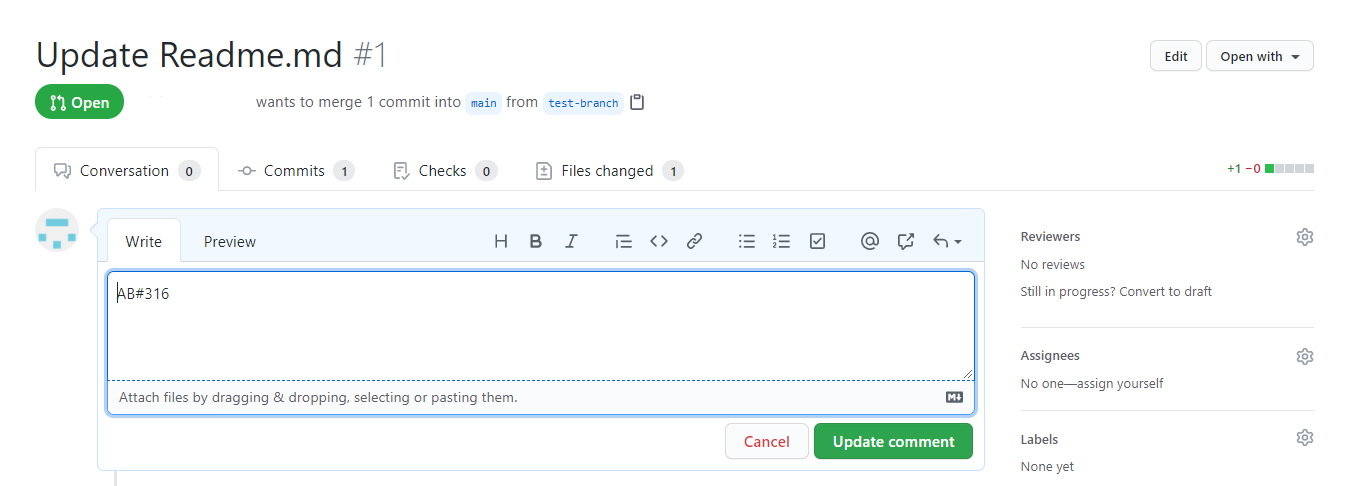 Update Readme.md #1
Edit
Open with
Open
wants to merge 1 commit into main from test-branch
Conversation 0
Commits 1
Checks 0
Files changed 1
+1 −0
Write
Preview
H B I
@
AB#316
Attach files by dragging & dropping, selecting or pasting them.
M
Cancel
Update comment
Reviewers
No reviews
Still in progress? Convert to draft
Assignees
No one—assign yourself
Labels
None yet